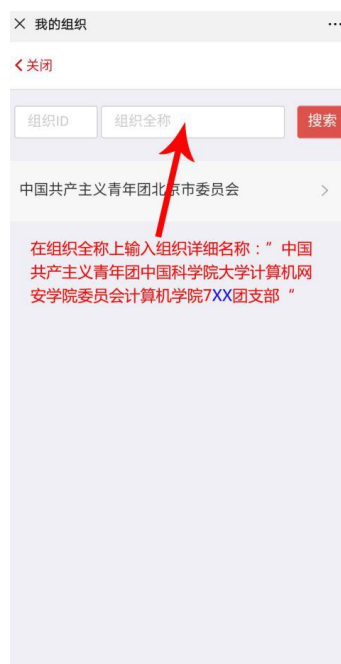 × 我的组织 ...
<关闭
组织ID 组织全称 搜索
中国共产主义青年团北京市委员会 >
在组织全称上输入组织详细名称：”中国
共产主义青年团中国科学院大学计算机网
安学院委员会计算机学院7XX团支部“